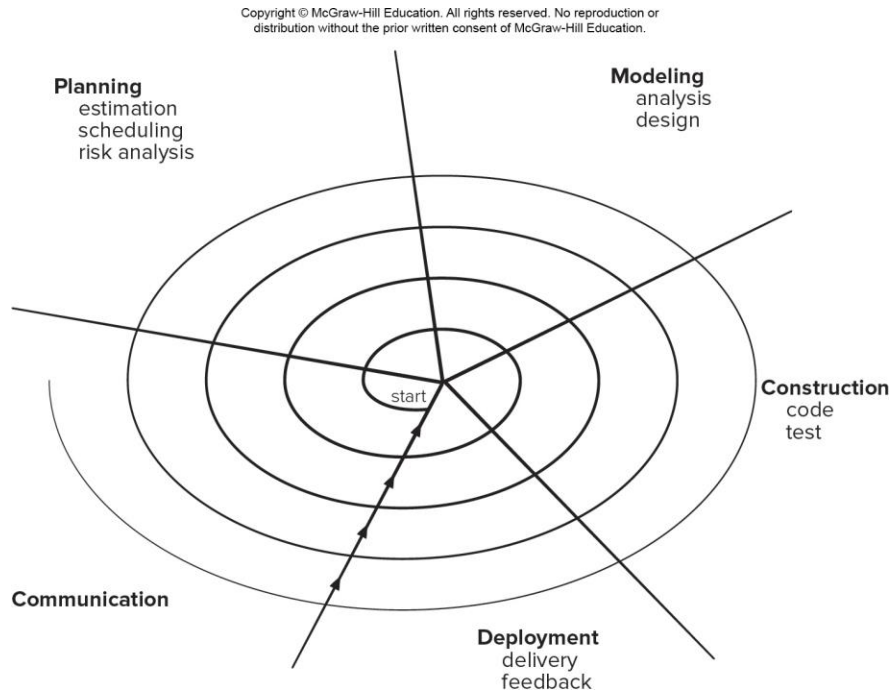 Copyright © McGraw-Hill Education. All rights reserved. No reproduction or
distribution without the prior written consent of McGraw-Hill Education.
Planning
estimation
scheduling
risk analysis
Modeling
analysis
design
start
Construction
code
test
Communication
Deployment
delivery
feedback